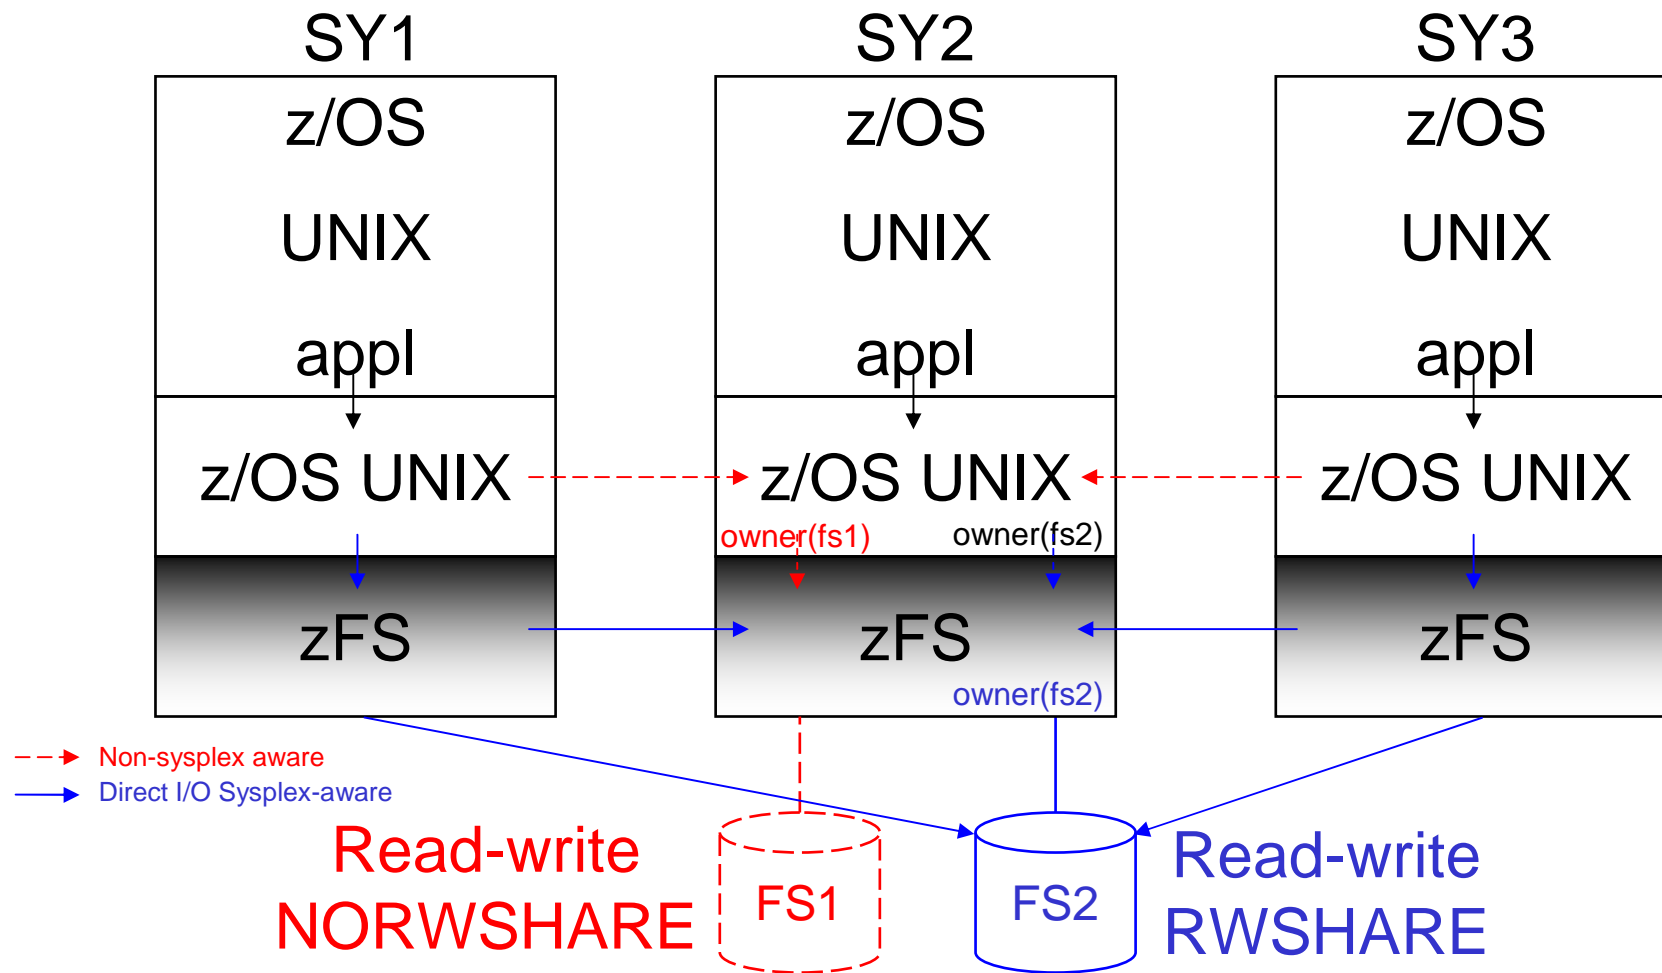 SY1
SY2
SY3
z/OS
z/OS
z/OS
UNIX
UNIX
UNIX
appl
appl
appl
z/OS UNIX
z/OS UNIX
z/OS UNIX
owner(fs1)
owner(fs2)
zFS
zFS
zFS
owner(fs2)
Non-sysplex aware
Direct I/O Sysplex-aware
Read-write
NORWSHARE
FS1
FS2
Read-write
RWSHARE